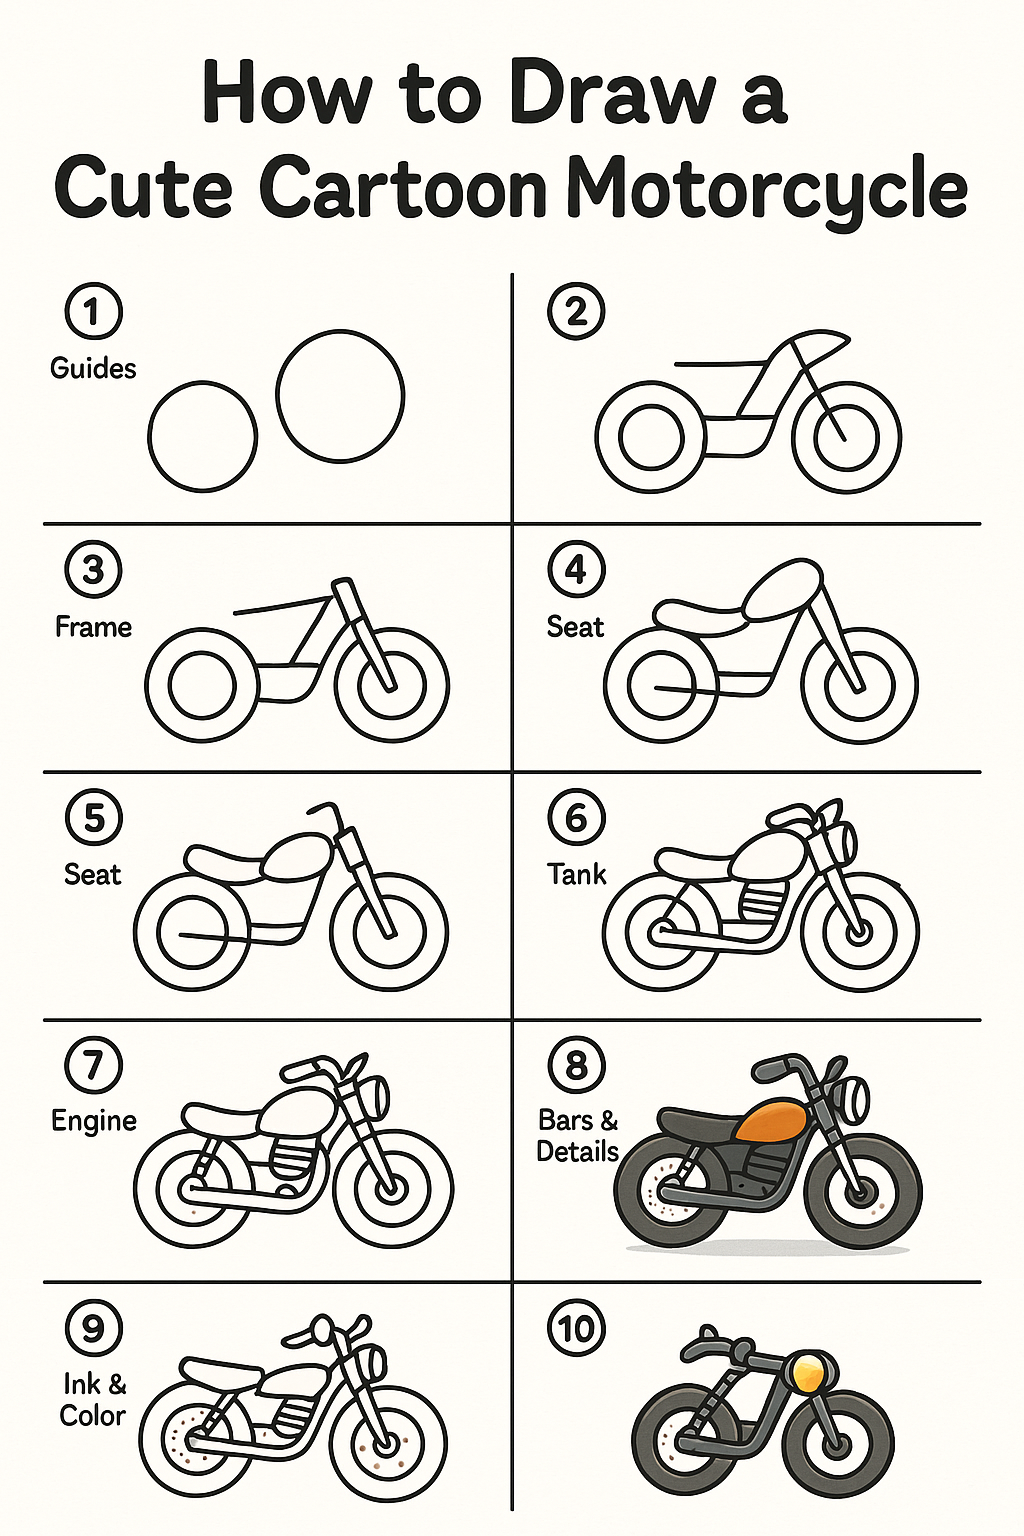 How to Draw a
Cute Cartoon Motorcycle
1
Guides
2
3
Frame
4
Seat
5
Seat
6
Tank
7
Engine
8
Bars &
Details
9
Ink &
Color
10